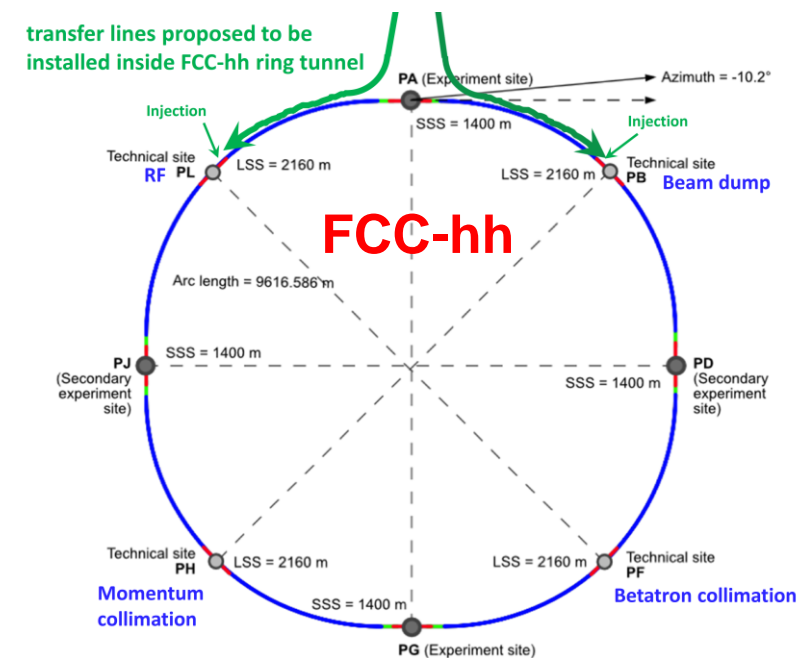 transfer lines proposed to be
installed inside FCC-hh ring tunnel
PA (Experiment site)
Azimuth = -10.2°
Injection
SSS = 1400 m
Injection
Technical site
RF PL
LSS = 2160 m
LSS = 2160 m
Technical site
PB
Beam dump
FCC-hh
Arc length = 9616.586 m
SSS = 1400 m
PJ
(Secondary
experiment
site)
SSS = 1400 m
PD
(Secondary
experiment
site)
Technical site
PH
LSS = 2160 m
Momentum
collimation
LSS = 2160 m
Technical site
PF
Betatron collimation
SSS = 1400 m
PG (Experiment site)